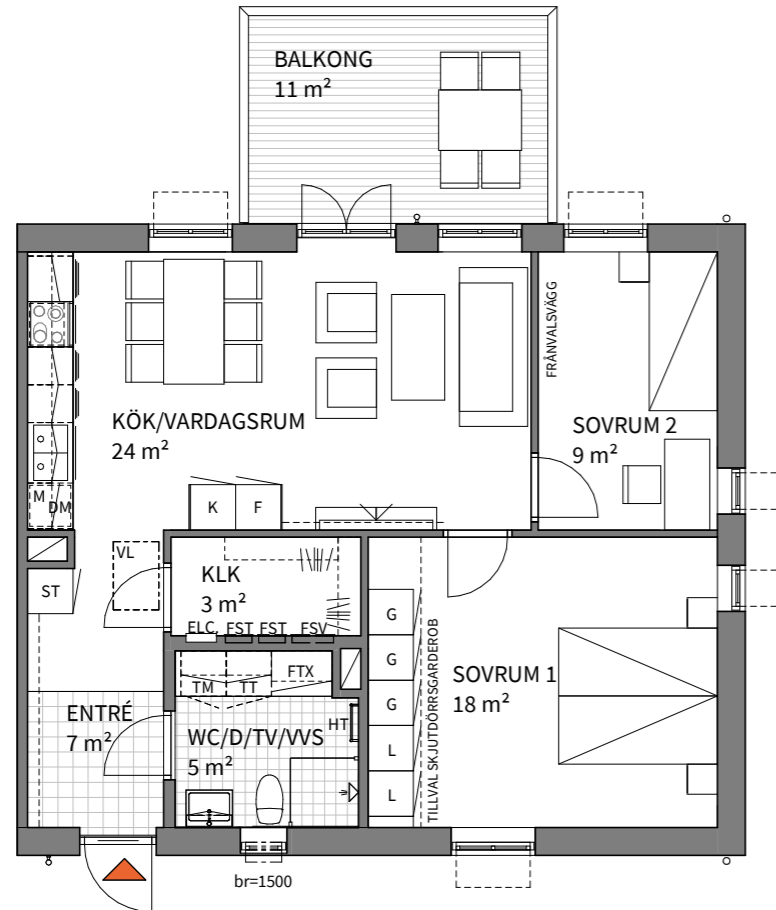 BALKONG
11 m²
FRÅNVALSVÄGG
KÖK/VARDAGSRUM
24 m²
SOVRUM 2
9 m²
M
DM
K
F
VL
ST
KLK
3 m²
ELC
FST
FST
FSV
G
G
G
L
L
TILLVAL SKJUTDÖRRSGARDEROB
SOVRUM 1
18 m²
TM
TT
FTX
HT
ENTRÉ
7 m²
WC/D/TV/VVS
5 m²
br=1500